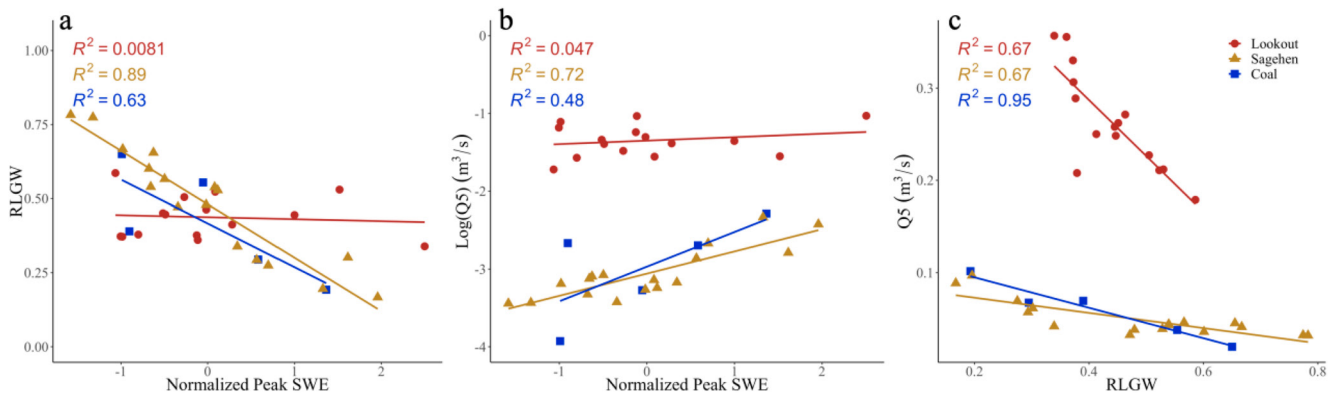 a
R² = 0.0081
R² = 0.89
R² = 0.63
1.00
0.75
0.50
0.25
0.00
RLGW
-1
0
1
2
Normalized Peak SWE
b
R² = 0.047
R² = 0.72
R² = 0.48
0
-1
-2
-3
-4
Log(Q5) (m³/s)
-1
0
1
2
Normalized Peak SWE
c
R² = 0.67
R² = 0.67
R² = 0.95
Lookout
Sagehen
Coal
0.3
0.2
0.1
Q5 (m³/s)
0.2
0.4
0.6
0.8
RLGW